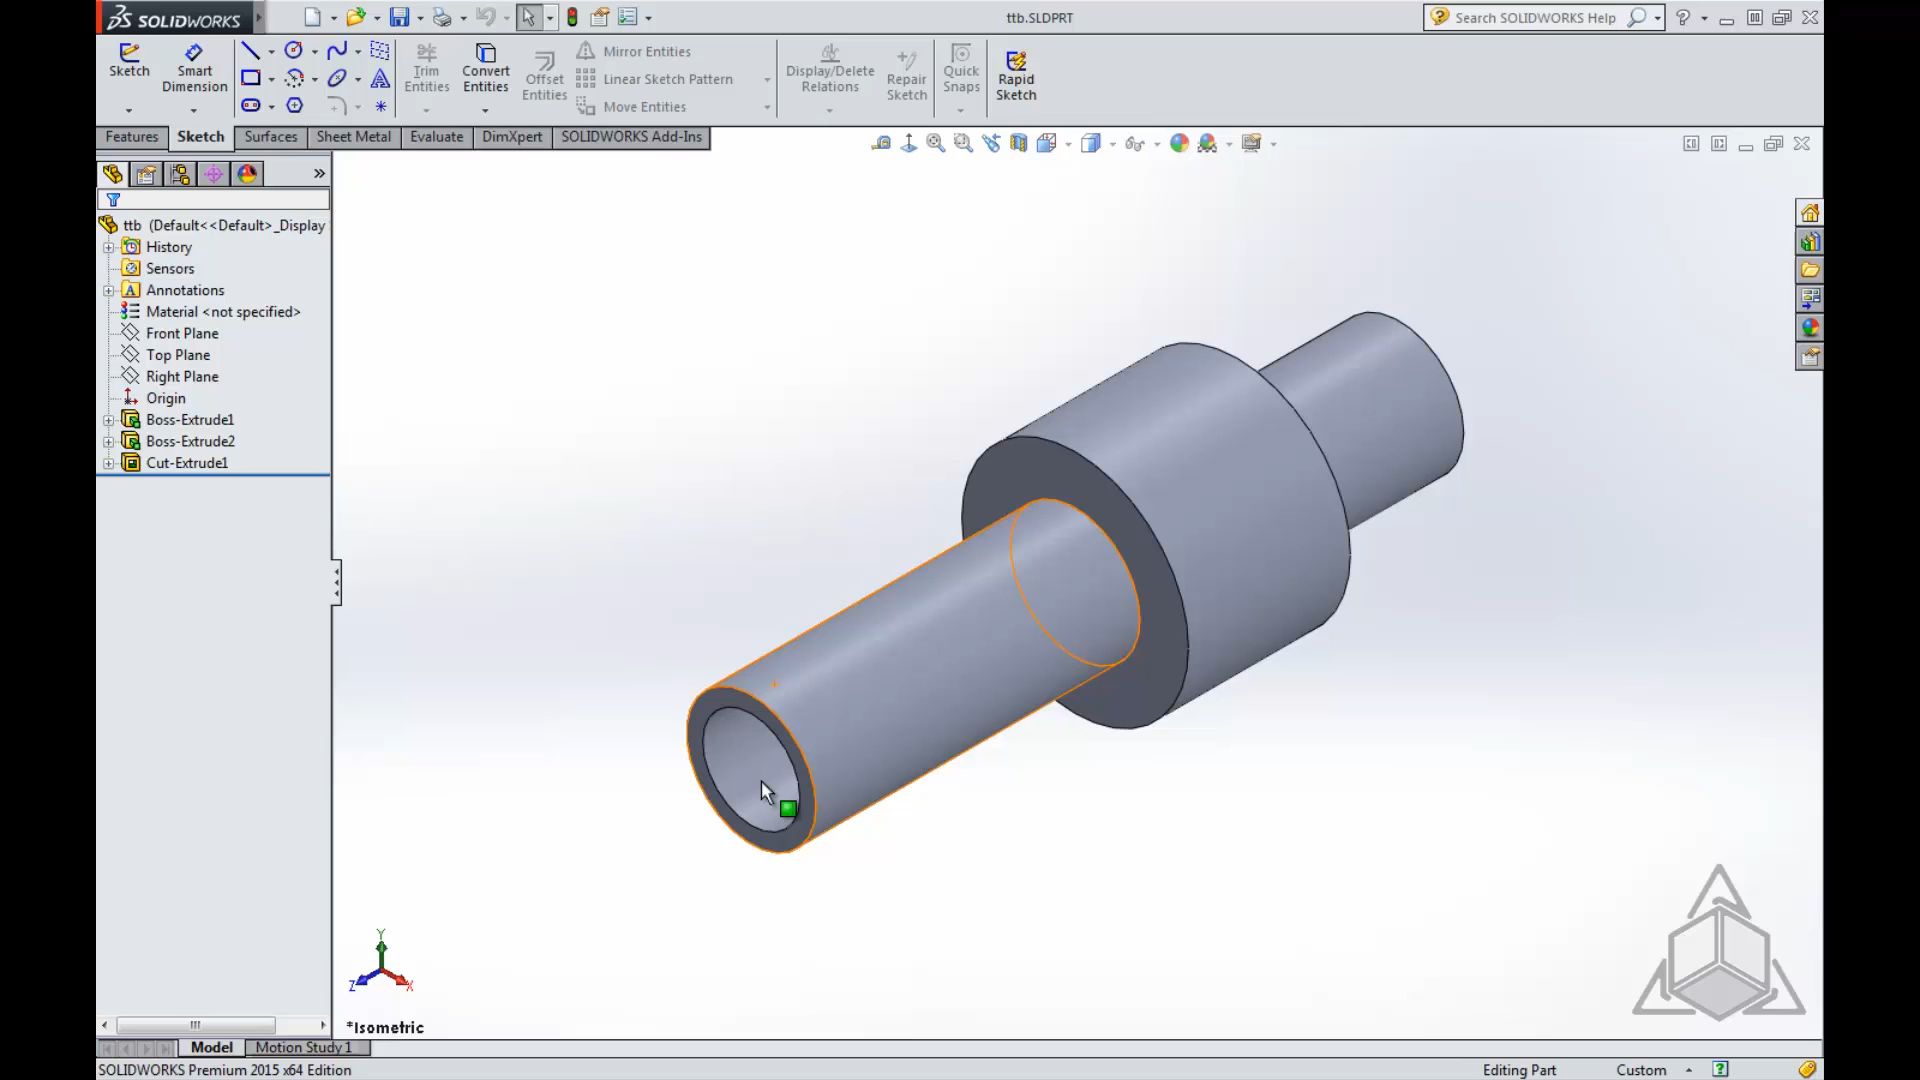 SOLIDWORKS
ttb.SLDPRT
Search SOLIDWORKS Help
Sketch
Smart Dimension
Trim Entities
Convert Entities
Offset Entities
Mirror Entities
Linear Sketch Pattern
Move Entities
Display/Delete Relations
Repair Sketch
Quick Snaps
Rapid Sketch
Features
Sketch
Surfaces
Sheet Metal
Evaluate
DimXpert
SOLIDWORKS Add-Ins
ttb (Default<<Default>_Display
History
Sensors
Annotations
Material <not specified>
Front Plane
Top Plane
Right Plane
Origin
Boss-Extrude1
Boss-Extrude2
Cut-Extrude1
Y
Z
X
*Isometric
Model
Motion Study 1
SOLIDWORKS Premium 2015 x64 Edition
Editing Part
Custom